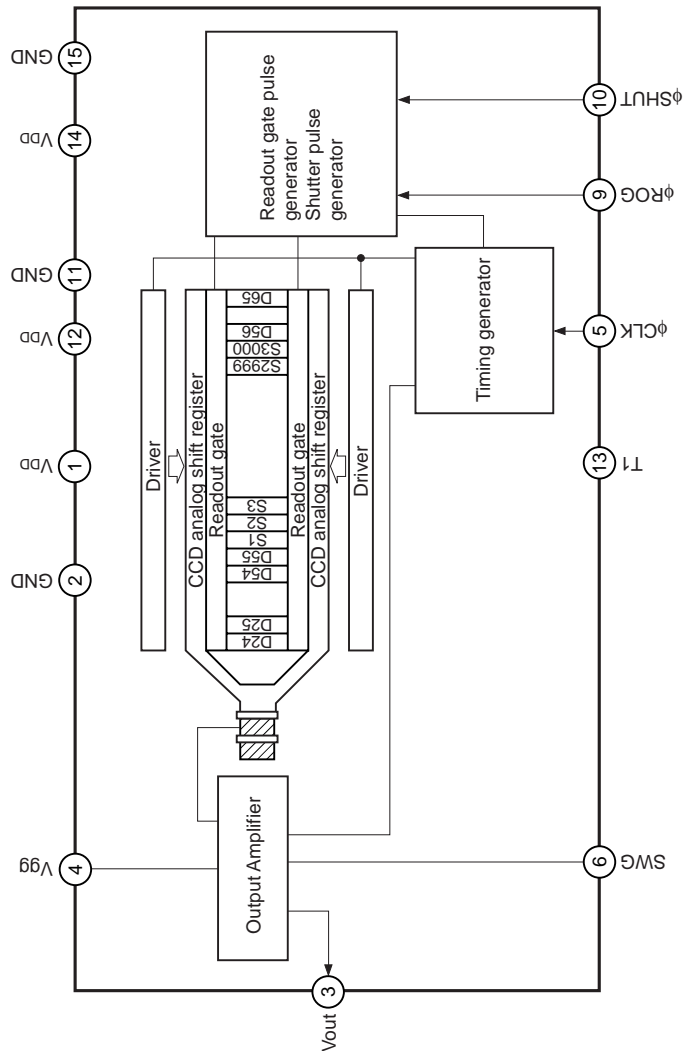 GND
15
VDD
14
GND
11
VDD
12
VDD
1
GND
2
Vgg
4
Readout gate pulse
generator
Shutter pulse
generator
Driver
CCD analog shift register
Readout gate
D24
D25
D54
D55
S1
S2
S3
S2999
S3000
D56
D65
Readout gate
CCD analog shift register
Driver
Timing generator
Output Amplifier
10
ϕSHUT
9
ϕROG
5
ϕCLK
13
T1
6
SWG
3
Vout